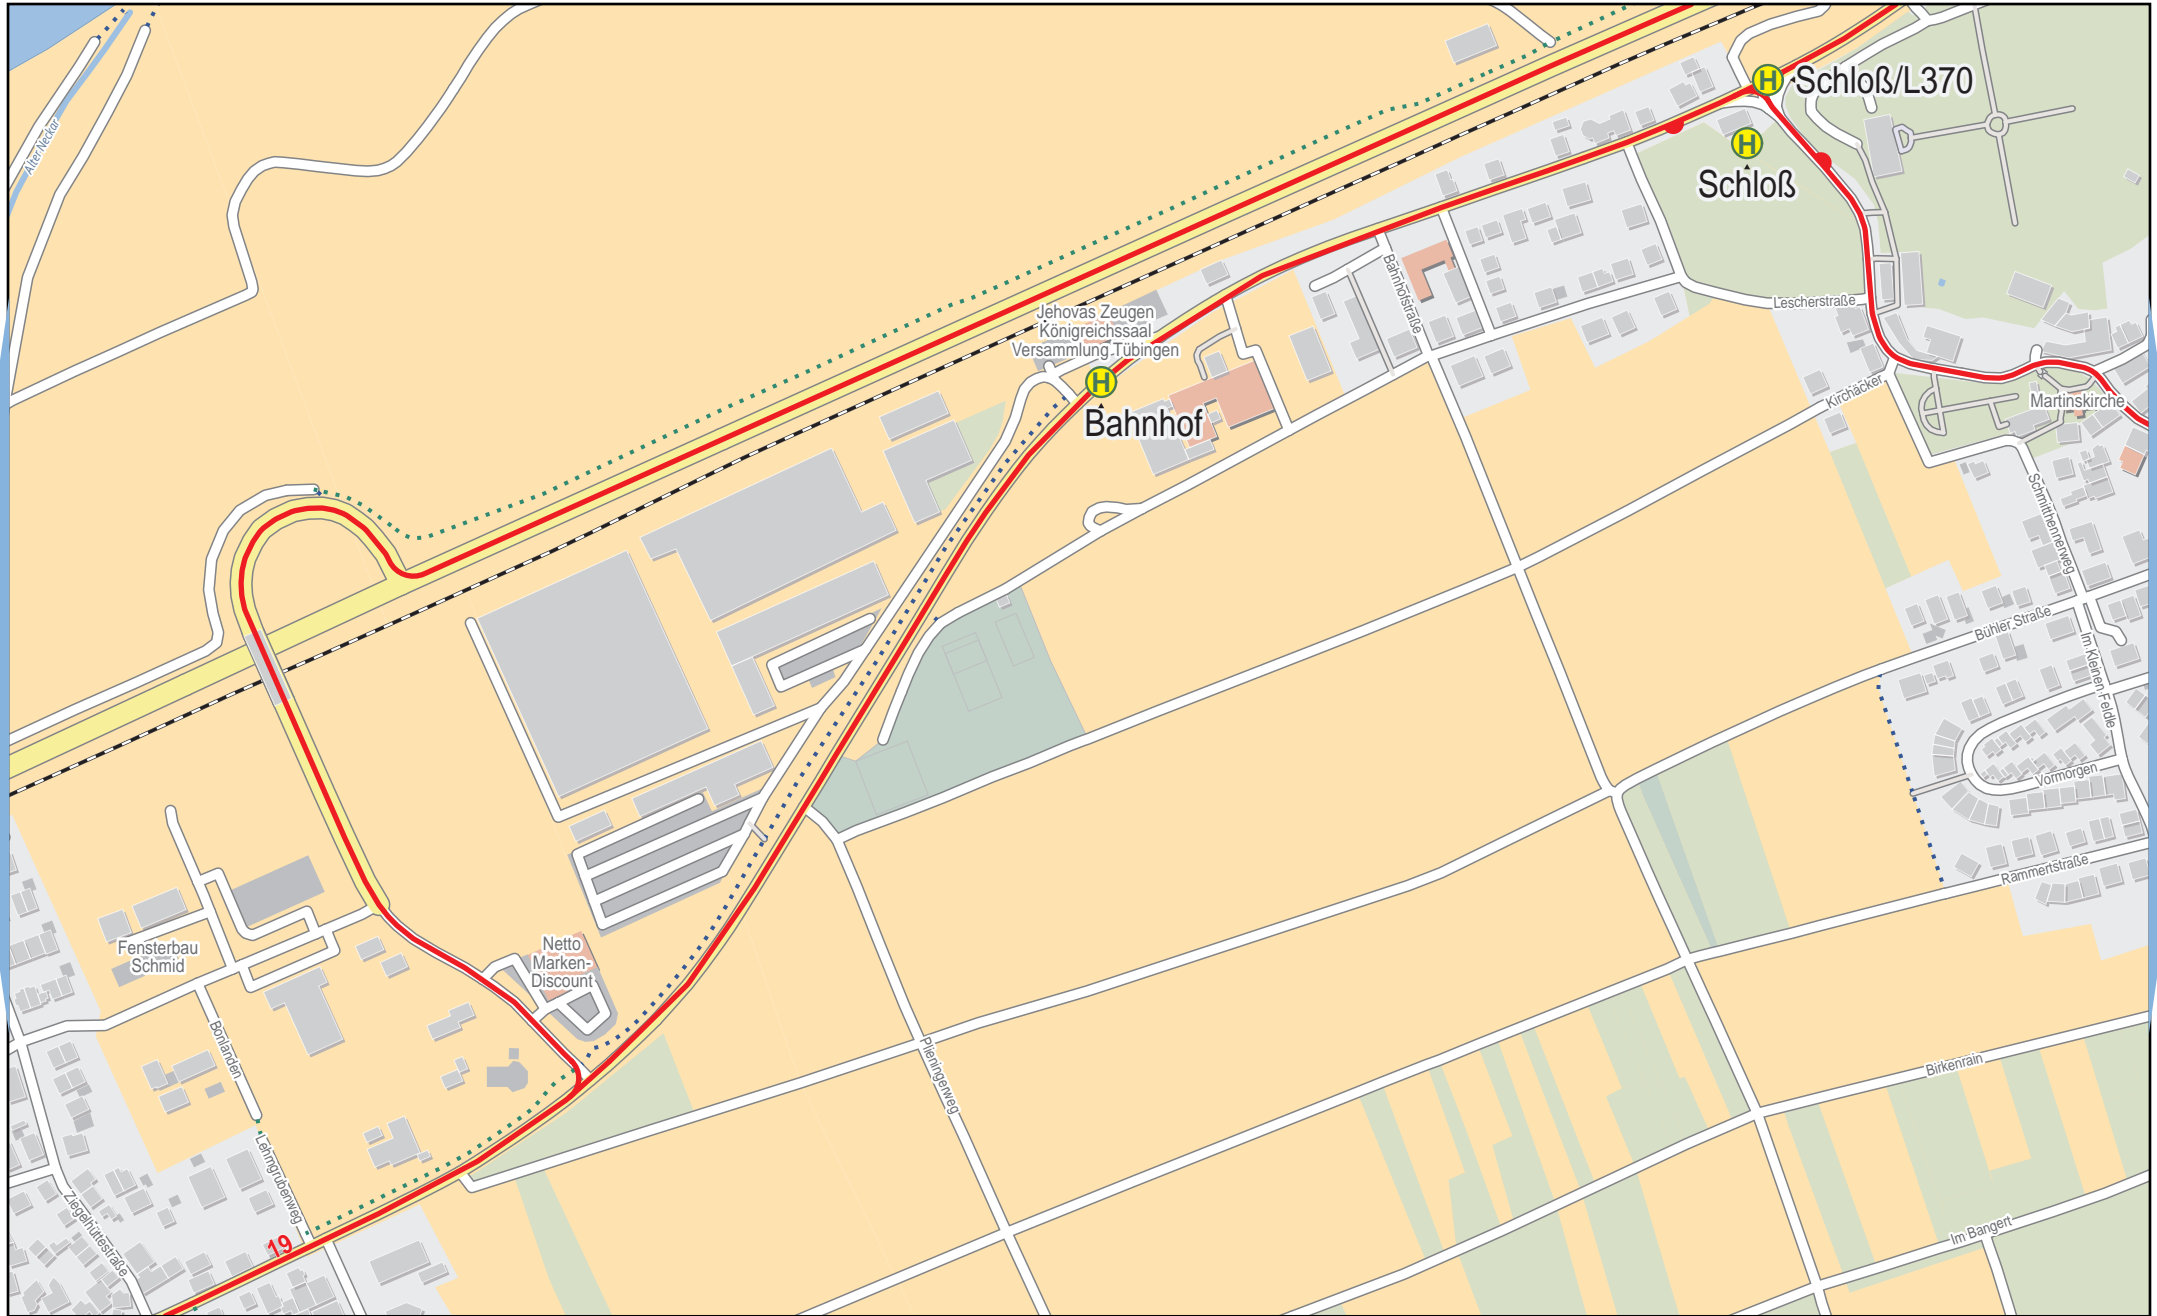 Alter Neckar
H Schloß/L370
H
Schloß
Jehovas Zeugen
Königreichssaal
Versammlung Tübingen
H
Bahnhof
Bahnhofstraße
Lescherstraße
Kirchäcker
Martinskirche
Schmitthennerweg
Bühler Straße
Im Kleinen Feldle
Vormorgen
Rammertstraße
Fensterbau
Schmid
Netto
Marken-
Discount
Bonlanden
Plieningerweg
Birkenrain
Lehmgrubenweg
Ziegelhüttestraße
19
Im Bangert